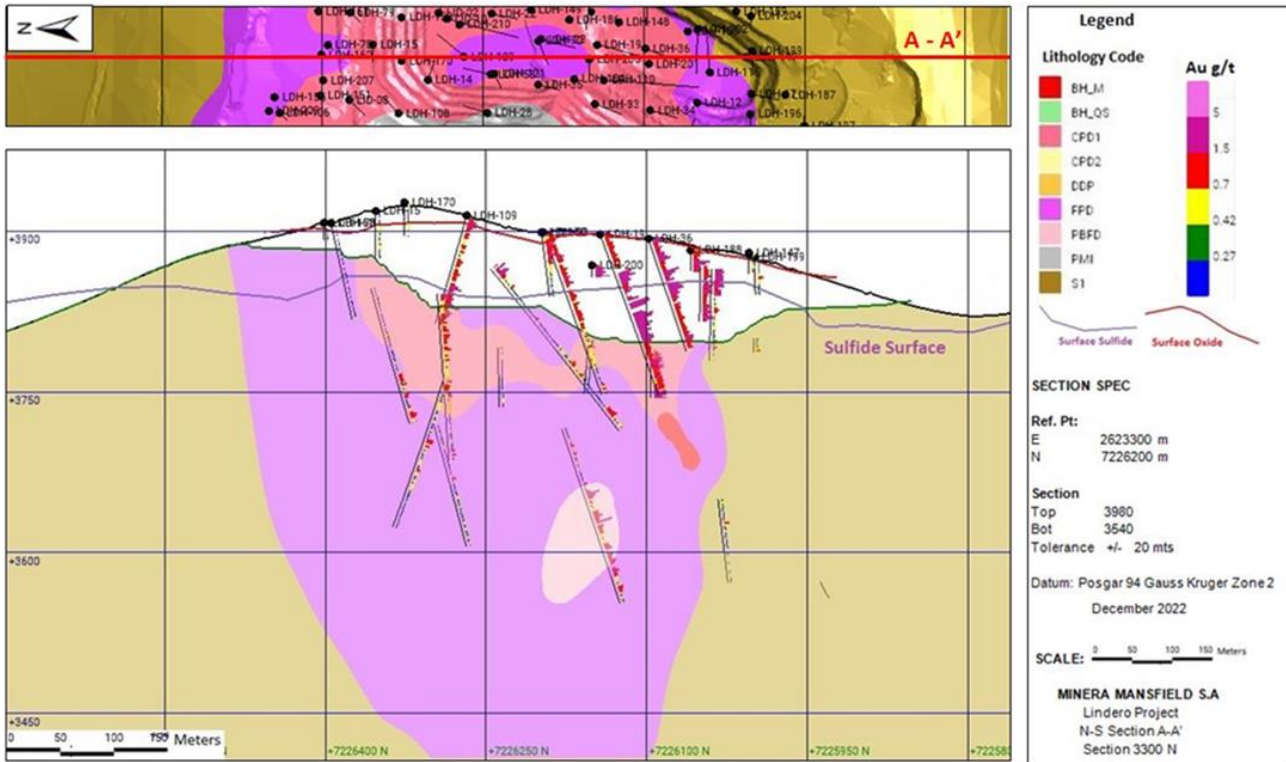 N
A - A'
LDH-210
LDH-148
LDH-204
LDH-15
LDH-36
LDH-170
LDH-207
LDH-14
LDH-187
LDH-108
LDH-28
LDH-33
LDH-34
LDH-12
LDH-196
LDH-170
LDH-15
LDH-109
LDH-36
LDH-188
LDH-147
LDH-200
+3900
+3750
+3600
+3450
Sulfide Surface
0 50 100 150 Meters
+7226400 N
+7226250 N
+7226100 N
+7225950 N
+722580
Legend
Lithology Code
Au g/t
BH_M
BH_QS
CPD1
CPD2
DDP
FPD
PBFD
PMI
S1
5
1.5
0.7
0.42
0.27
Surface Sulfide
Surface Oxide
SECTION SPEC
Ref. Pt:
E 2623300 m
N 7226200 m
Section
Top 3980
Bot 3540
Tolerance +/- 20 mts
Datum: Posgar 94 Gauss Kruger Zone 2
December 2022
SCALE: 0 50 100 150 Meters
MINERA MANSFIELD S.A
Lindero Project
N-S Section A-A'
Section 3300 N